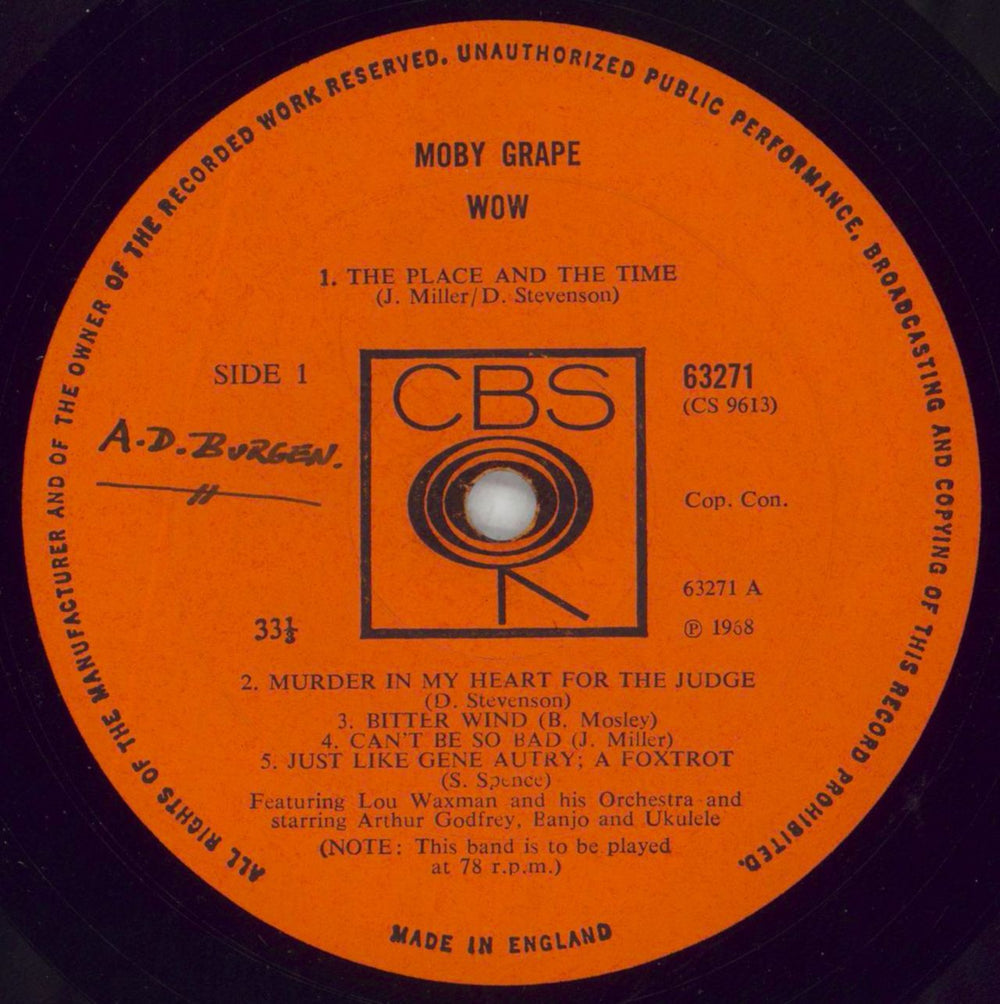 ALL RIGHTS OF THE MANUFACTURER AND OF THE OWNER OF THE RECORDED WORK RESERVED. UNAUTHORIZED PUBLIC PERFORMANCE, BROADCASTING AND COPYING OF THIS RECORD PROHIBITED.
MOBY GRAPE
WOW
1. THE PLACE AND THE TIME
(J. Miller/D. Stevenson)
SIDE 1
A.D. BURGEN.
33⅓
CBS
63271
(CS 9613)
Cop. Con.
63271 A
℗ 1968
2. MURDER IN MY HEART FOR THE JUDGE
(D. Stevenson)
3. BITTER WIND (B. Mosley)
4. CAN'T BE SO BAD (J. Miller)
5. JUST LIKE GENE AUTRY; A FOXTROT
(S. Spence)
Featuring Lou Waxman and his Orchestra and
starring Arthur Godfrey, Banjo and Ukulele
(NOTE: This band is to be played
at 78 r.p.m.)
MADE IN ENGLAND